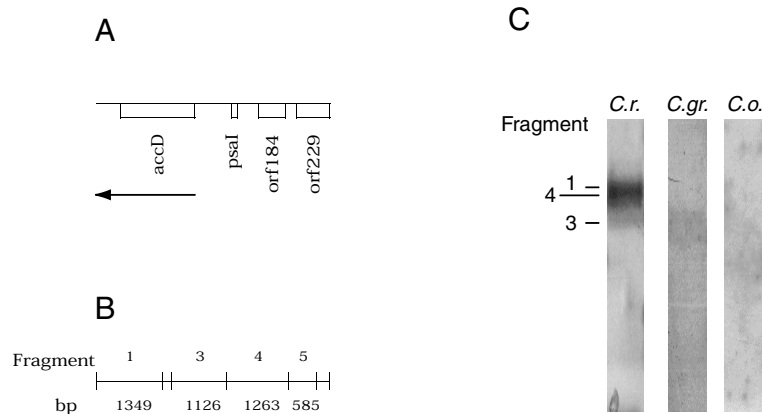 A
accD
psaI
orf184
orf229
B
Fragment 1 3 4 5
bp 1349 1126 1263 585
C
C.r. C.gr. C.o.
Fragment
1
4
3